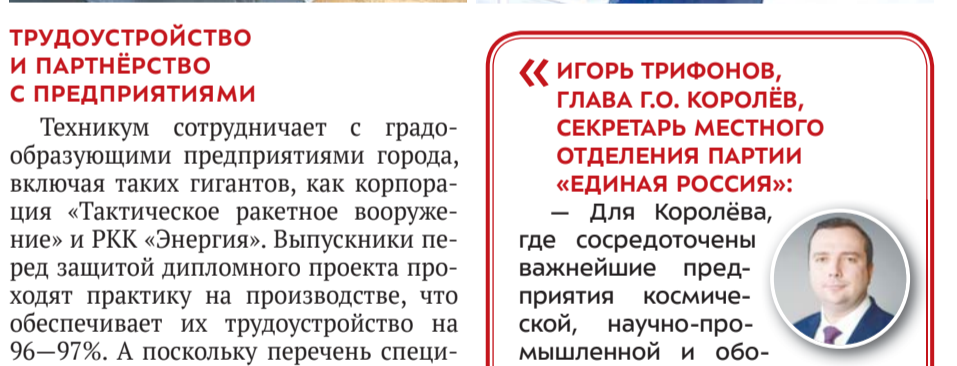 ТРУДОУСТРОЙСТВО
И ПАРТНЁРСТВО
С ПРЕДПРИЯТИЯМИ
Техникум сотрудничает с градо-
образующими предприятиями города,
включая таких гигантов, как корпора-
ция «Тактическое ракетное вооруже-
ние» и РКК «Энергия». Выпускники пе-
ред защитой дипломного проекта про-
ходят практику на производстве, что
обеспечивает их трудоустройство на
96—97%. А поскольку перечень специ-
« ИГОРЬ ТРИФОНОВ,
ГЛАВА Г.О. КОРОЛЁВ,
СЕКРЕТАРЬ МЕСТНОГО
ОТДЕЛЕНИЯ ПАРТИИ
«ЕДИНАЯ РОССИЯ»:
— Для Королёва,
где сосредоточены
важнейшие пред-
приятия космиче-
ской, научно-про-
мышленной и обо-